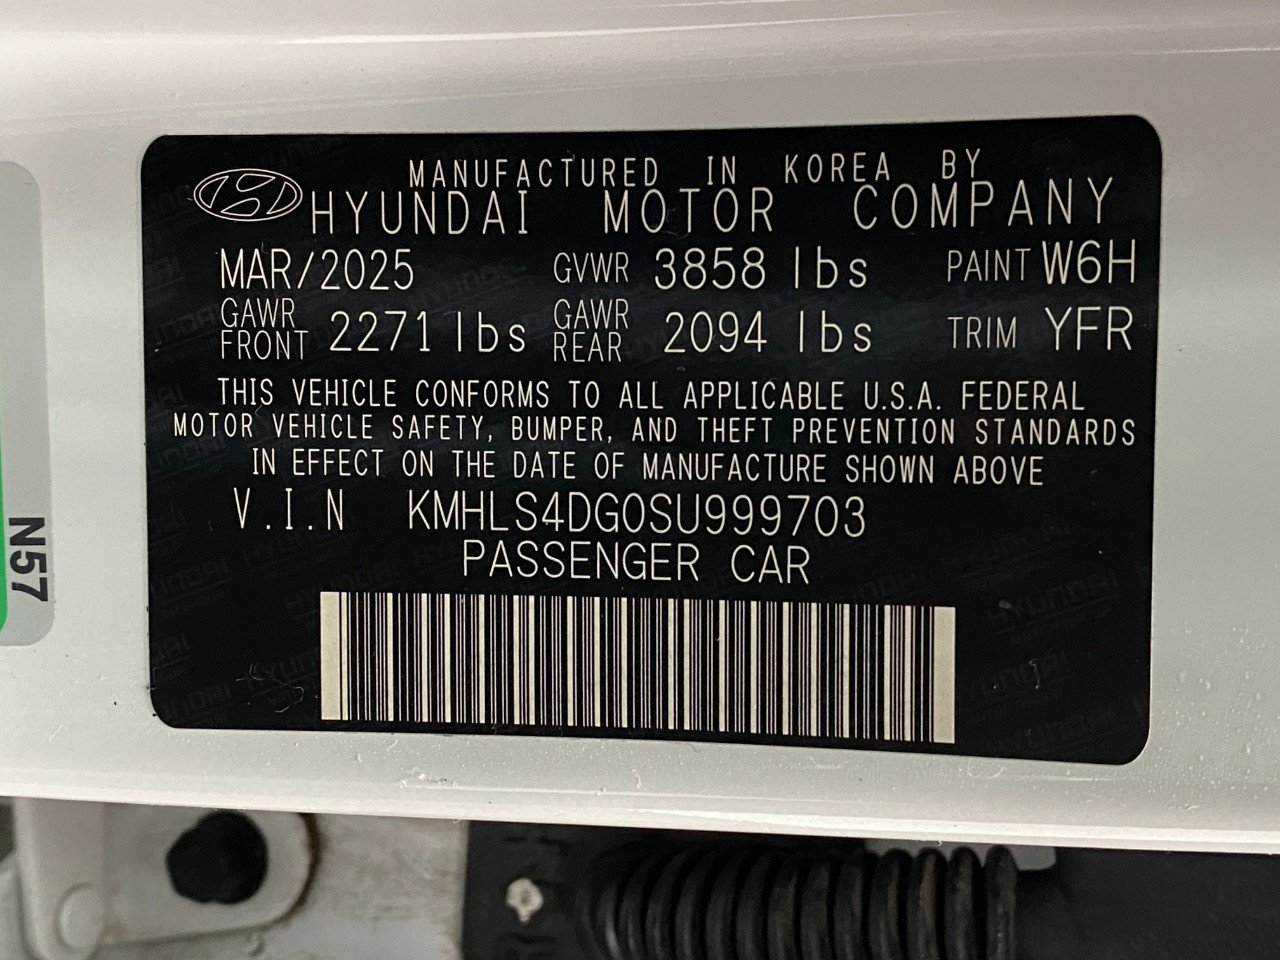 MANUFACTURED IN KOREA BY
HYUNDAI MOTOR COMPANY
MAR/2025 GVWR 3858 lbs PAINT W6H
GAWR FRONT 2271 lbs GAWR REAR 2094 lbs TRIM YFR
THIS VEHICLE CONFORMS TO ALL APPLICABLE U.S.A. FEDERAL
MOTOR VEHICLE SAFETY, BUMPER, AND THEFT PREVENTION STANDARDS
IN EFFECT ON THE DATE OF MANUFACTURE SHOWN ABOVE
V.I.N KMHLS4DG0SU999703
PASSENGER CAR
N57